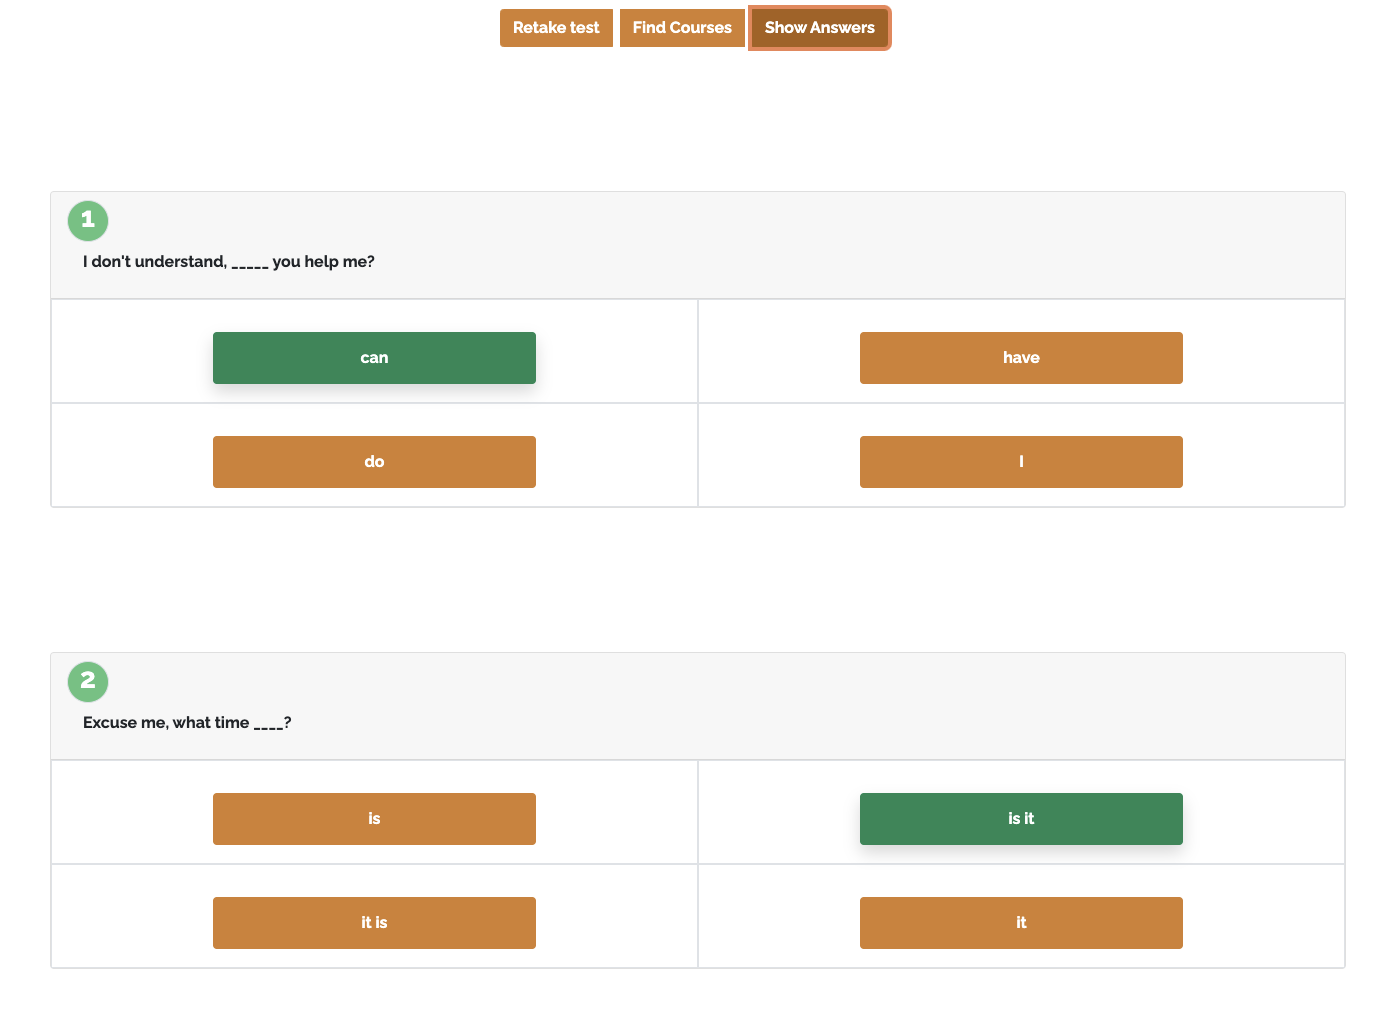 Retake test Find Courses Show Answers
1
I don't understand, _____ you help me?
can have
do I
2
Excuse me, what time ____?
is is it
it is it